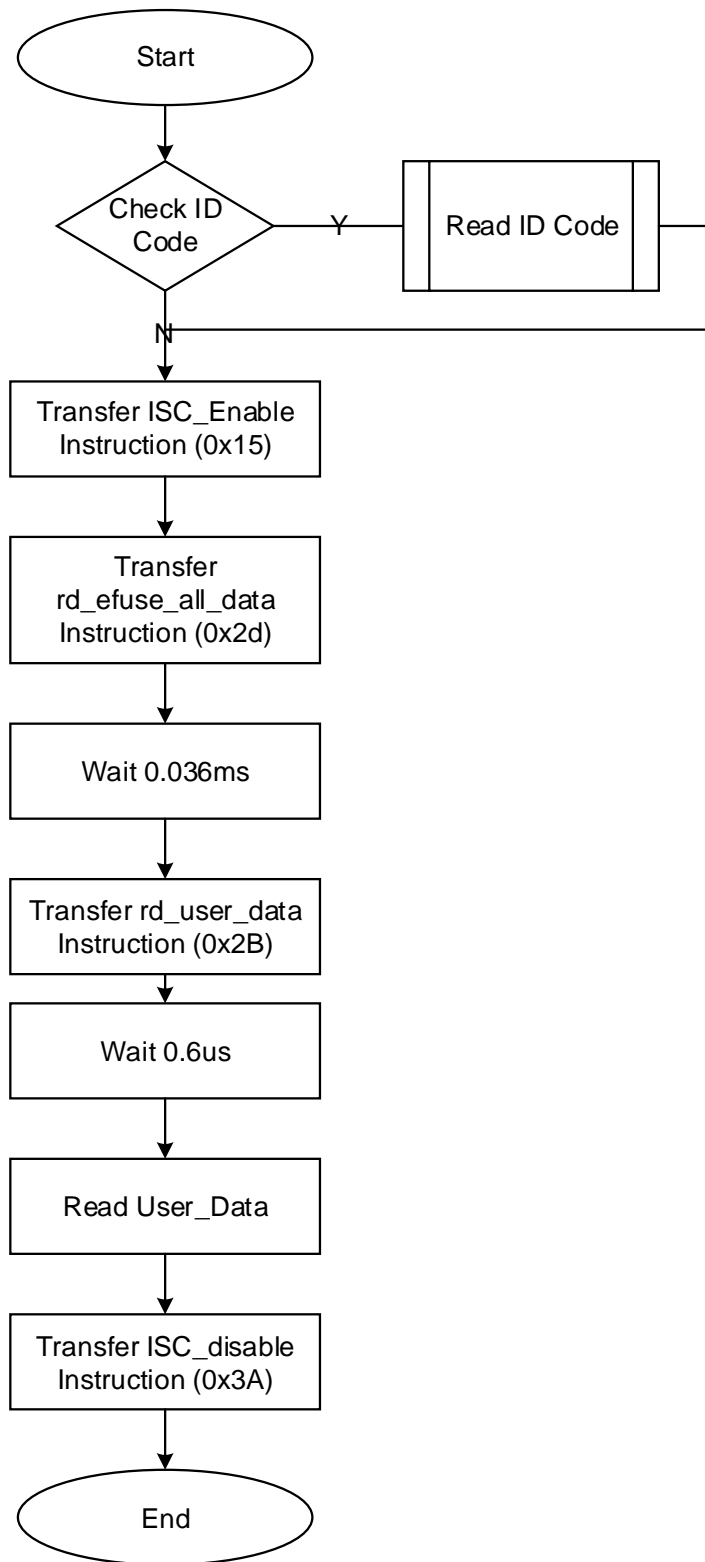 Start
Check ID
Code
Y
Read ID Code
N
Transfer ISC_Enable
Instruction (0x15)
Transfer
rd_efuse_all_data
Instruction (0x2d)
Wait 0.036ms
Transfer rd_user_data
Instruction (0x2B)
Wait 0.6us
Read User_Data
Transfer ISC_disable
Instruction (0x3A)
End